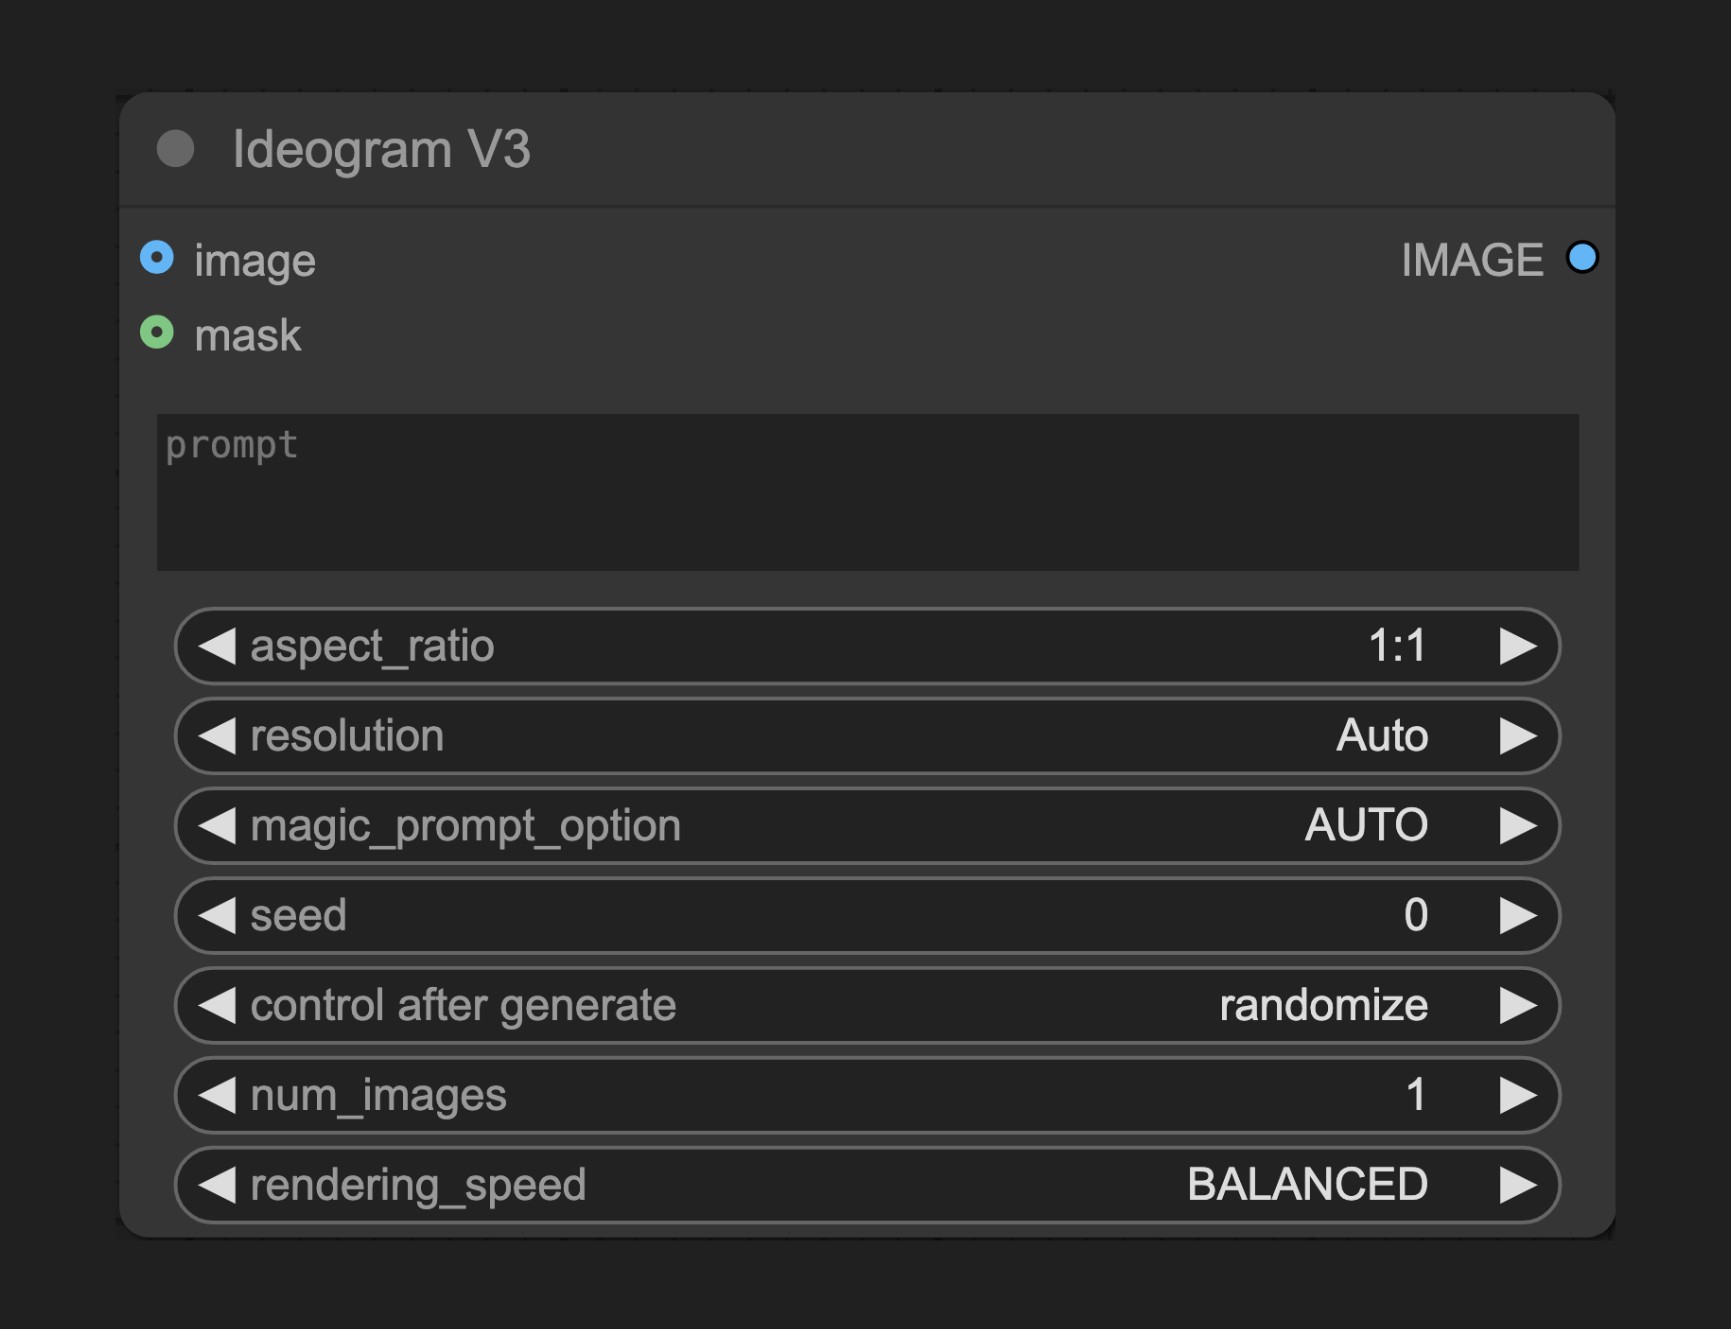 Ideogram V3
image IMAGE
mask
prompt
aspect_ratio 1:1
resolution Auto
magic_prompt_option AUTO
seed 0
control after generate randomize
num_images 1
rendering_speed BALANCED